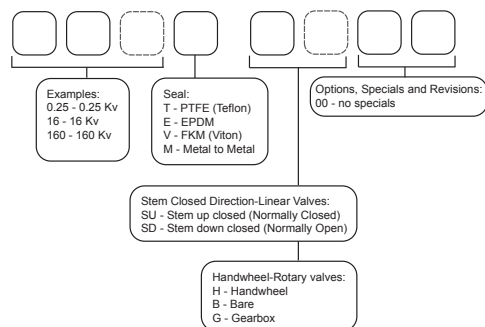 Examples:
0.25 - 0.25 Kv
16 - 16 Kv
160 - 160 Kv
Seal:
T - PTFE (Teflon)
E - EPDM
V - FKM (Viton)
M - Metal to Metal
Options, Specials and Revisions:
00 - no specials
Stem Closed Direction-Linear Valves:
SU - Stem up closed (Normally Closed)
SD - Stem down closed (Normally Open)
Handwheel-Rotary valves:
H - Handwheel
B - Bare
G - Gearbox